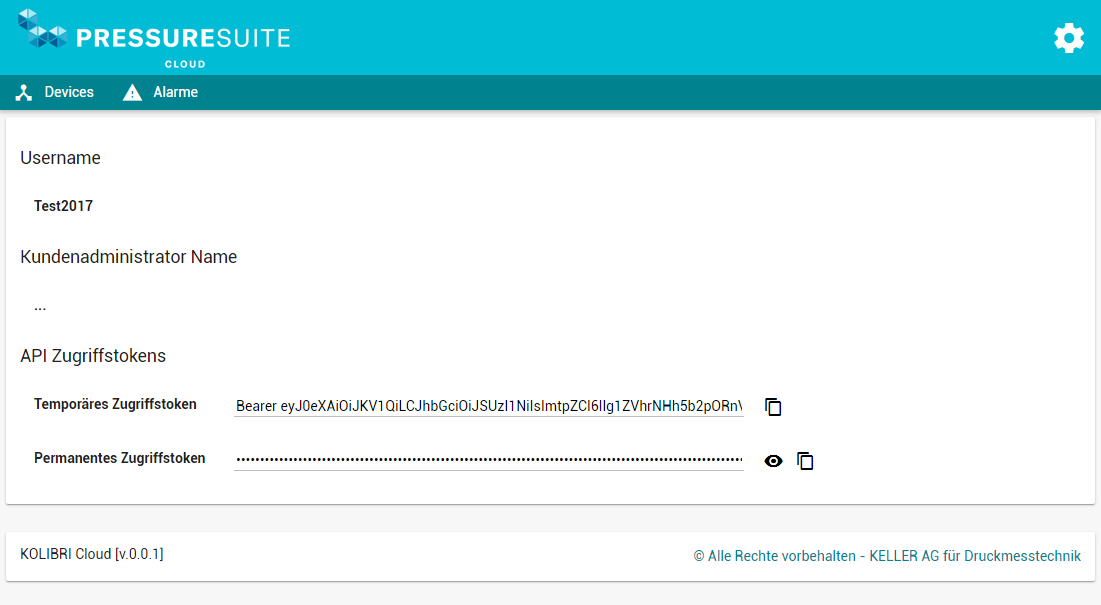 PRESSURESUITE
CLOUD
Devices
Alarme
Username
Test2017
Kundenadministrator Name
...
API Zugriffstokens
Temporäres Zugriffstoken
Bearer eyJ0eXAiOiJKV1QiLCJhbGciOiJSUzI1NiIsImtpZCI6Ilg1ZVhrNHh5b2pORnV
Permanentes Zugriffstoken
KOLIBRI Cloud [v.0.0.1]
© Alle Rechte vorbehalten - KELLER AG für Druckmesstechnik